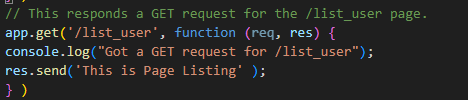 // This responds a GET request for the /list_user page.
app.get('/list_user', function (req, res) {
console.log("Got a GET request for /list_user");
res.send('This is Page Listing' );
} )